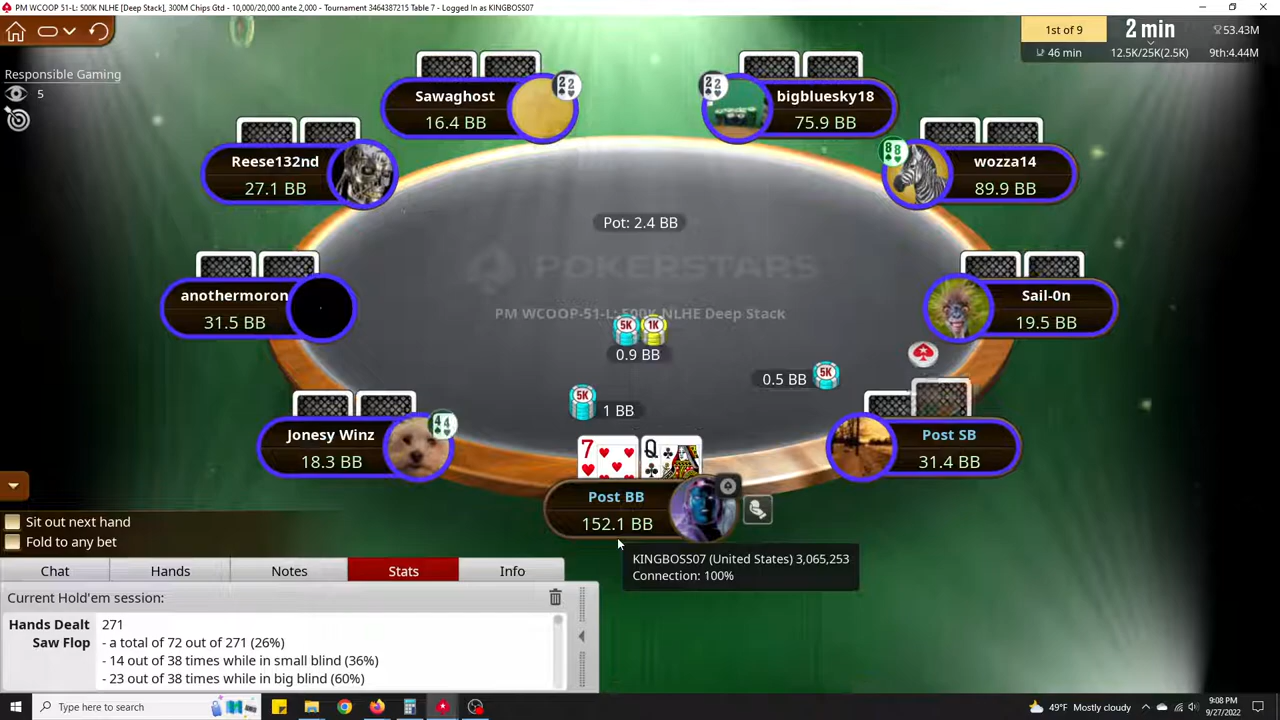 PM WCOOP 51-L: 500K NLHE [Deep Stack], 300M Chips Gtd - 10,000/20,000 ante 2,000 - Tournament 3464387215 Table 7 - Logged In as KINGBOSS07
1st of 9
2 min
53.43M
46 min
12.5K/25K(2.5K)
9th:4.44M
Responsible Gaming
5
Sawaghost
16.4 BB
22
22
bigbluesky18
75.9 BB
Reese132nd
27.1 BB
88
wozza14
89.9 BB
Pot: 2.4 BB
POKERSTARS
PM WCOOP-51-L: 500K NLHE Deep Stack
anothermoron
31.5 BB
Sail-0n
19.5 BB
5K 1K
0.9 BB
0.5 BB 5K
5K 1 BB
Jonesy Winz
18.3 BB
44
7 Q
Post SB
31.4 BB
Post BB
152.1 BB
KINGBOSS07 (United States) 3,065,253
Connection: 100%
Sit out next hand
Fold to any bet
Chat Hands Notes Stats Info
Current Hold'em session:
Hands Dealt 271
Saw Flop - a total of 72 out of 271 (26%)
- 14 out of 38 times while in small blind (36%)
- 23 out of 38 times while in big blind (60%)
Type here to search
49°F Mostly cloudy
9:08 PM
9/27/2022